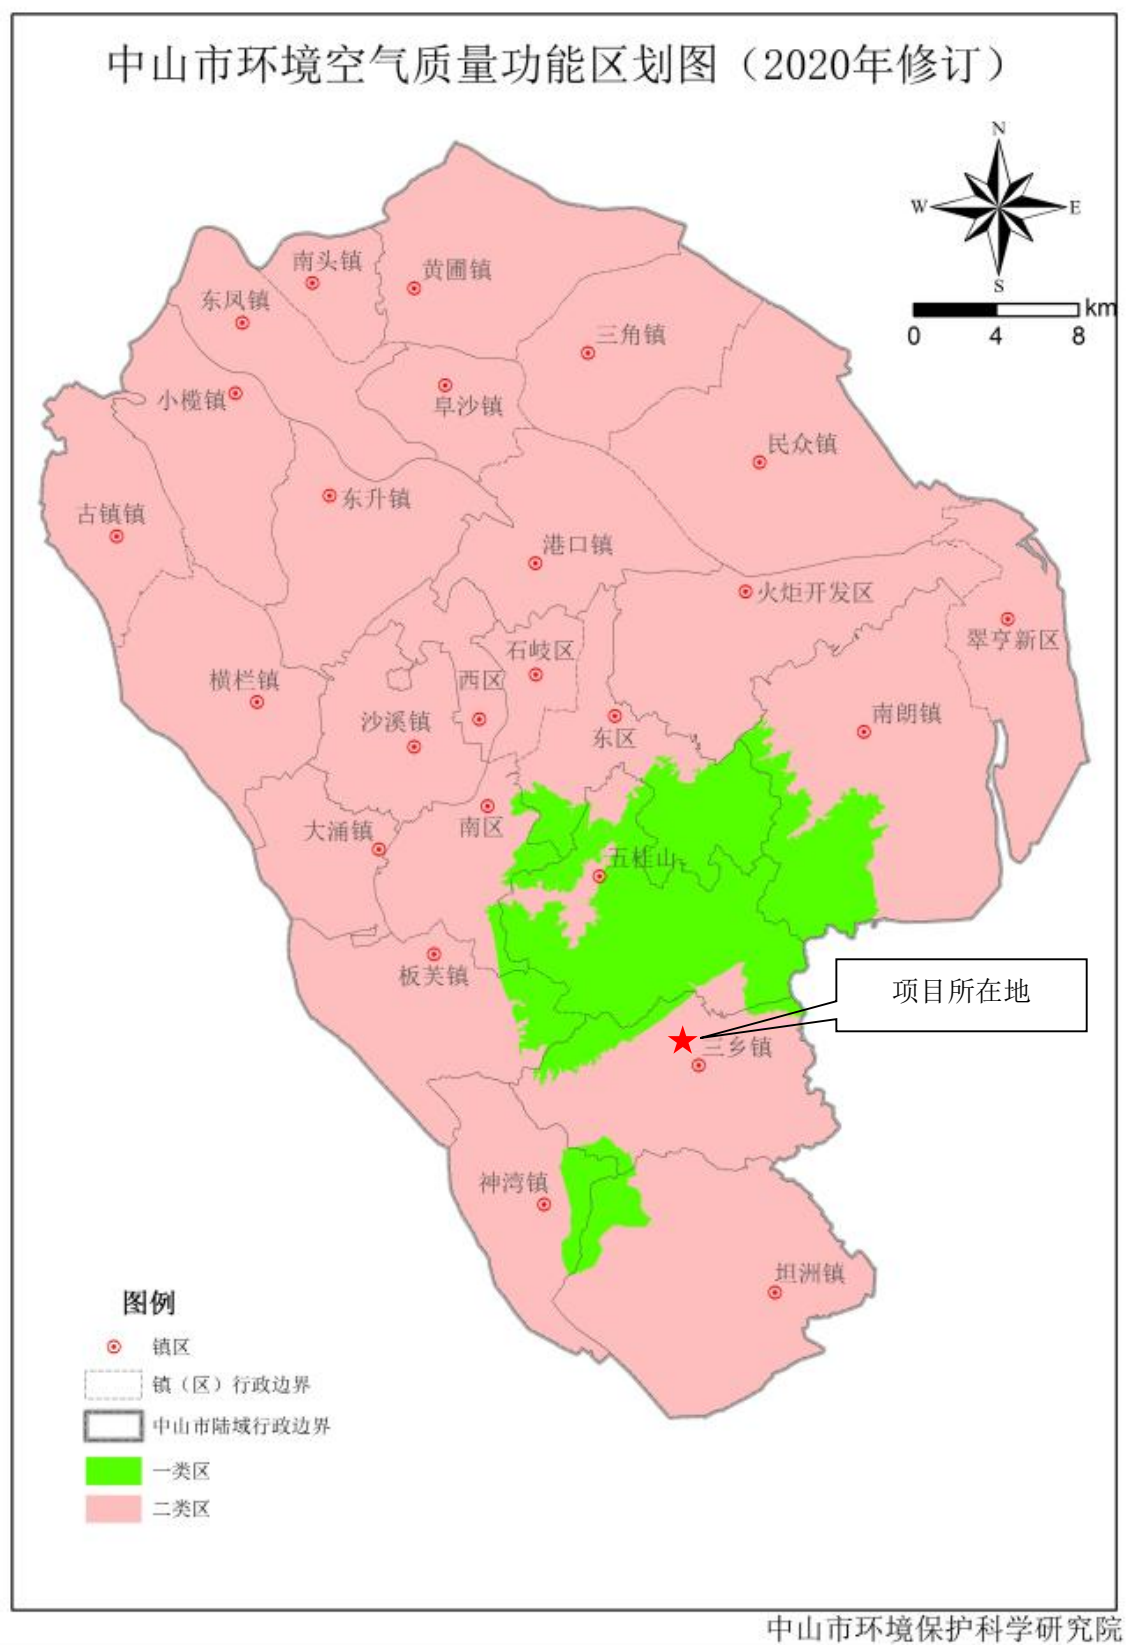 中山市环境空气质量功能区划图（2020年修订）
N
W
E
S
km
0 4 8
南头镇
黄圃镇
东凤镇
三角镇
小榄镇
阜沙镇
民众镇
东升镇
古镇镇
港口镇
火炬开发区
翠亨新区
石岐区
横栏镇
西区
沙溪镇
南朗镇
东区
大涌镇
南区
五桂山
板芙镇
项目所在地
三乡镇
神湾镇
坦洲镇
图例
镇区
镇（区）行政边界
中山市陆域行政边界
一类区
二类区
中山市环境保护科学研究院